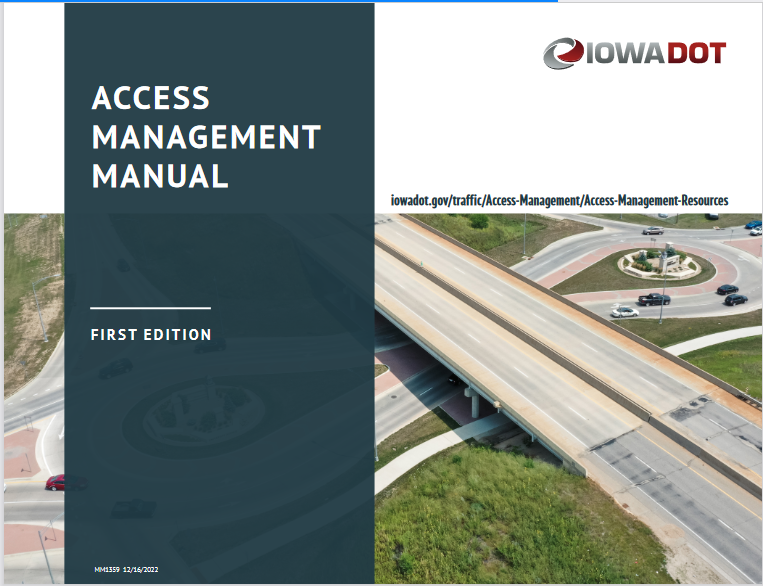 IOWADOT
ACCESS
MANAGEMENT
MANUAL
iowadot.gov/traffic/Access-Management/Access-Management-Resources
FIRST EDITION
MM1359 12/16/2022